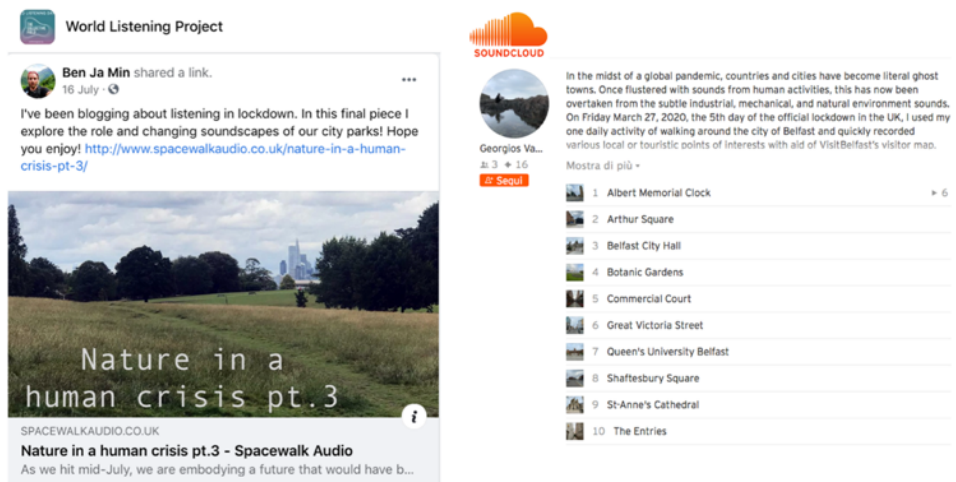 World Listening Project
Ben Ja Min shared a link.
16 July ·
I've been blogging about listening in lockdown. In this final piece I
explore the role and changing soundscapes of our city parks! Hope
you enjoy! http://www.spacewalkaudio.co.uk/nature-in-a-human-
crisis-pt-3/
Nature in a
human crisis pt.3
i
SPACEWALKAUDIO.CO.UK
Nature in a human crisis pt.3 - Spacewalk Audio
As we hit mid-July, we are embodying a future that would have b...
SOUNDCLOUD
Georgios Va...
3 16
Segui
In the midst of a global pandemic, countries and cities have become literal ghost
towns. Once flustered with sounds from human activities, this has now been
overtaken from the subtle industrial, mechanical, and natural environment sounds.
On Friday March 27, 2020, the 5th day of the official lockdown in the UK, I used my
one daily activity of walking around the city of Belfast and quickly recorded
various local or touristic points of interests with aid of VisitBelfast's visitor map.
Mostra di più
1 Albert Memorial Clock 6
2 Arthur Square
3 Belfast City Hall
4 Botanic Gardens
5 Commercial Court
6 Great Victoria Street
7 Queen's University Belfast
8 Shaftesbury Square
9 St-Anne's Cathedral
10 The Entries